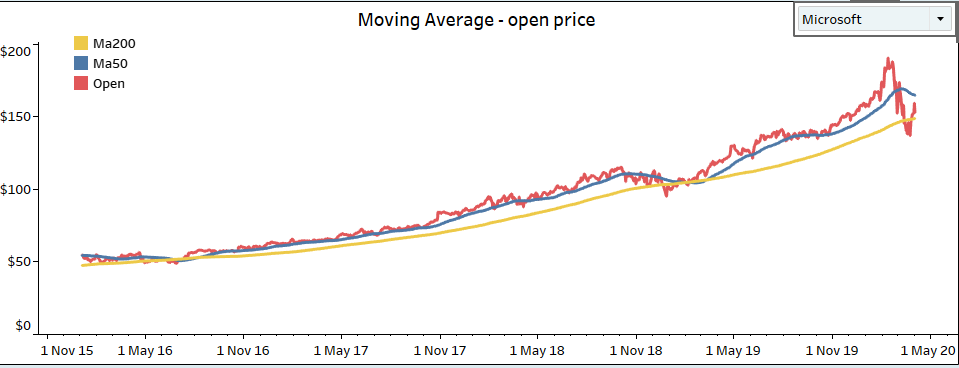 Moving Average - open price
Microsoft
Ma200
Ma50
Open
$200
$150
$100
$50
$0
1 Nov 15 1 May 16 1 Nov 16 1 May 17 1 Nov 17 1 May 18 1 Nov 18 1 May 19 1 Nov 19 1 May 20